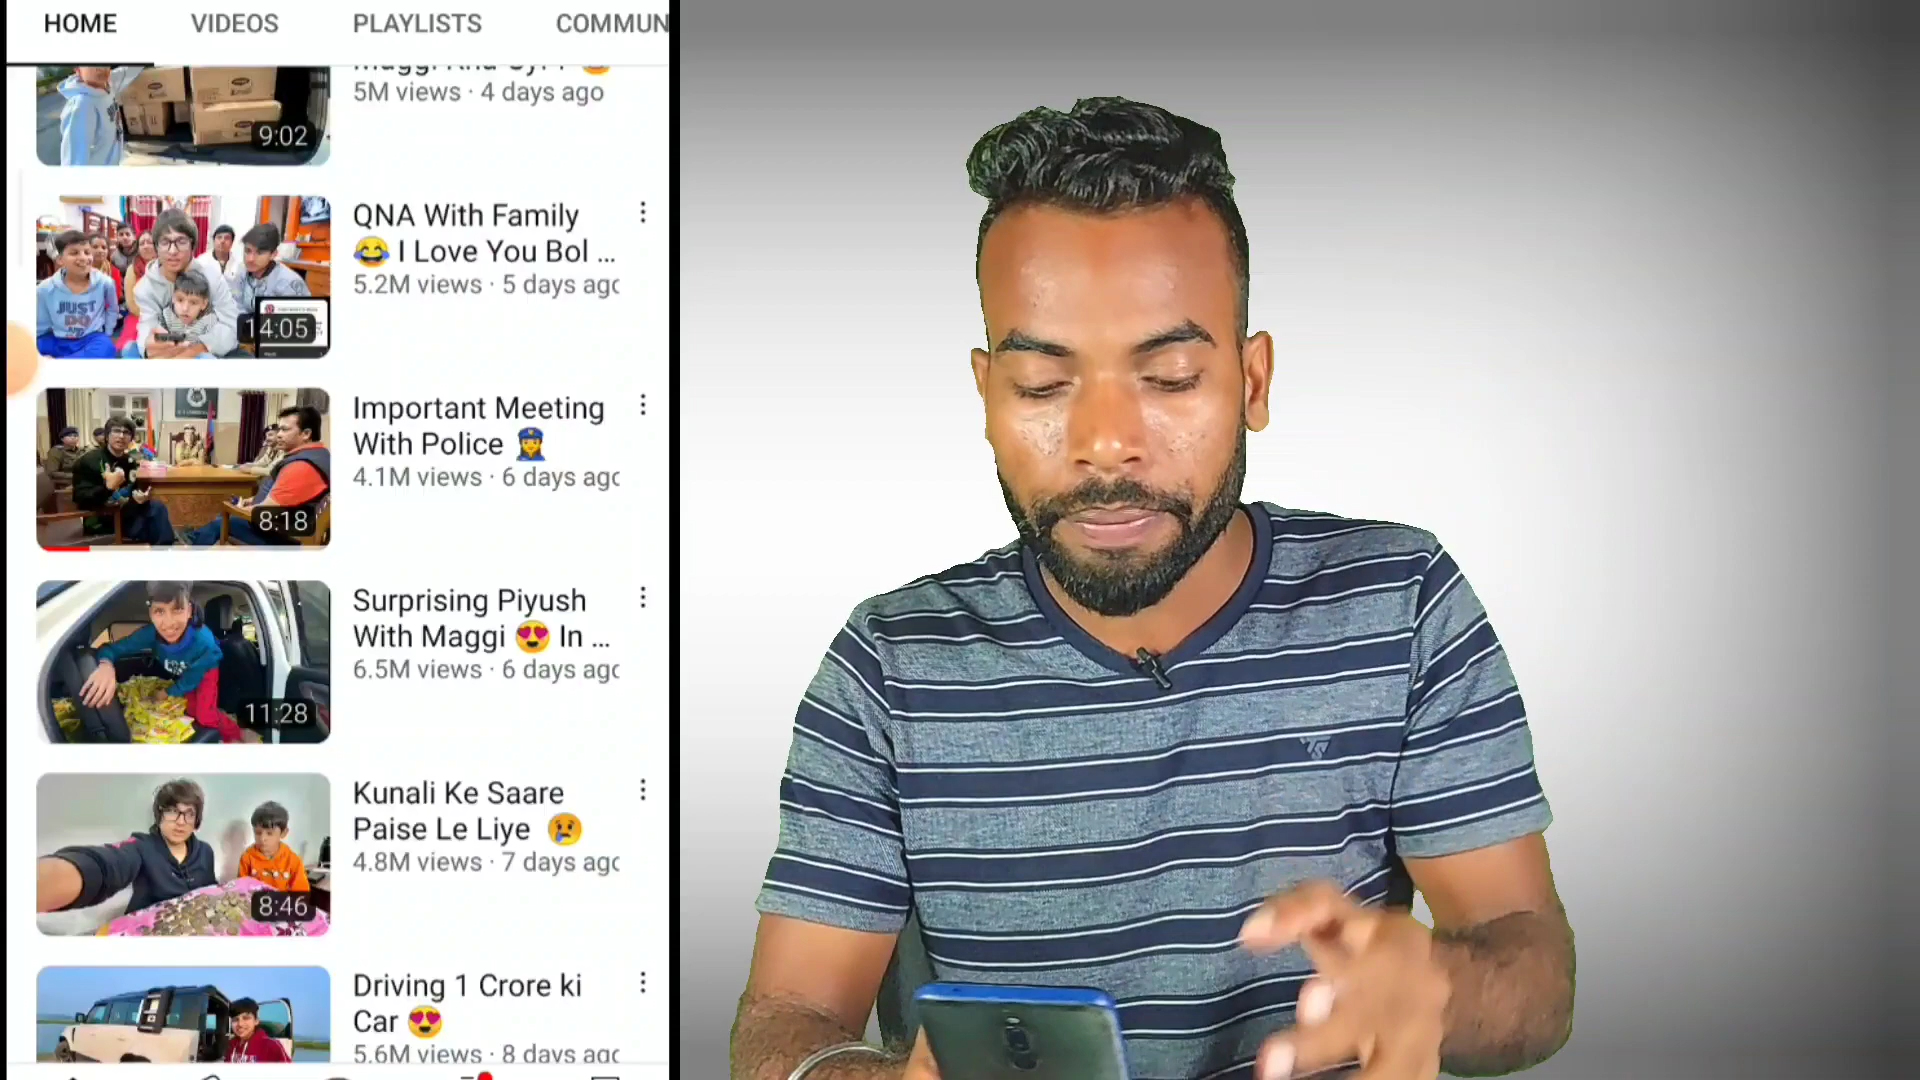 HOME VIDEOS PLAYLISTS COMMUN
5M views · 4 days ago
9:02
QNA With Family
😂 I Love You Bol ...
5.2M views · 5 days ago
JUST
DO
14:05
Important Meeting
With Police 👮‍♀️
4.1M views · 6 days ago
8:18
Surprising Piyush
With Maggi 😍 In ...
6.5M views · 6 days ago
11:28
Kunali Ke Saare
Paise Le Liye 😢
4.8M views · 7 days ago
8:46
Driving 1 Crore ki
Car 😍
5.6M views · 8 days ago